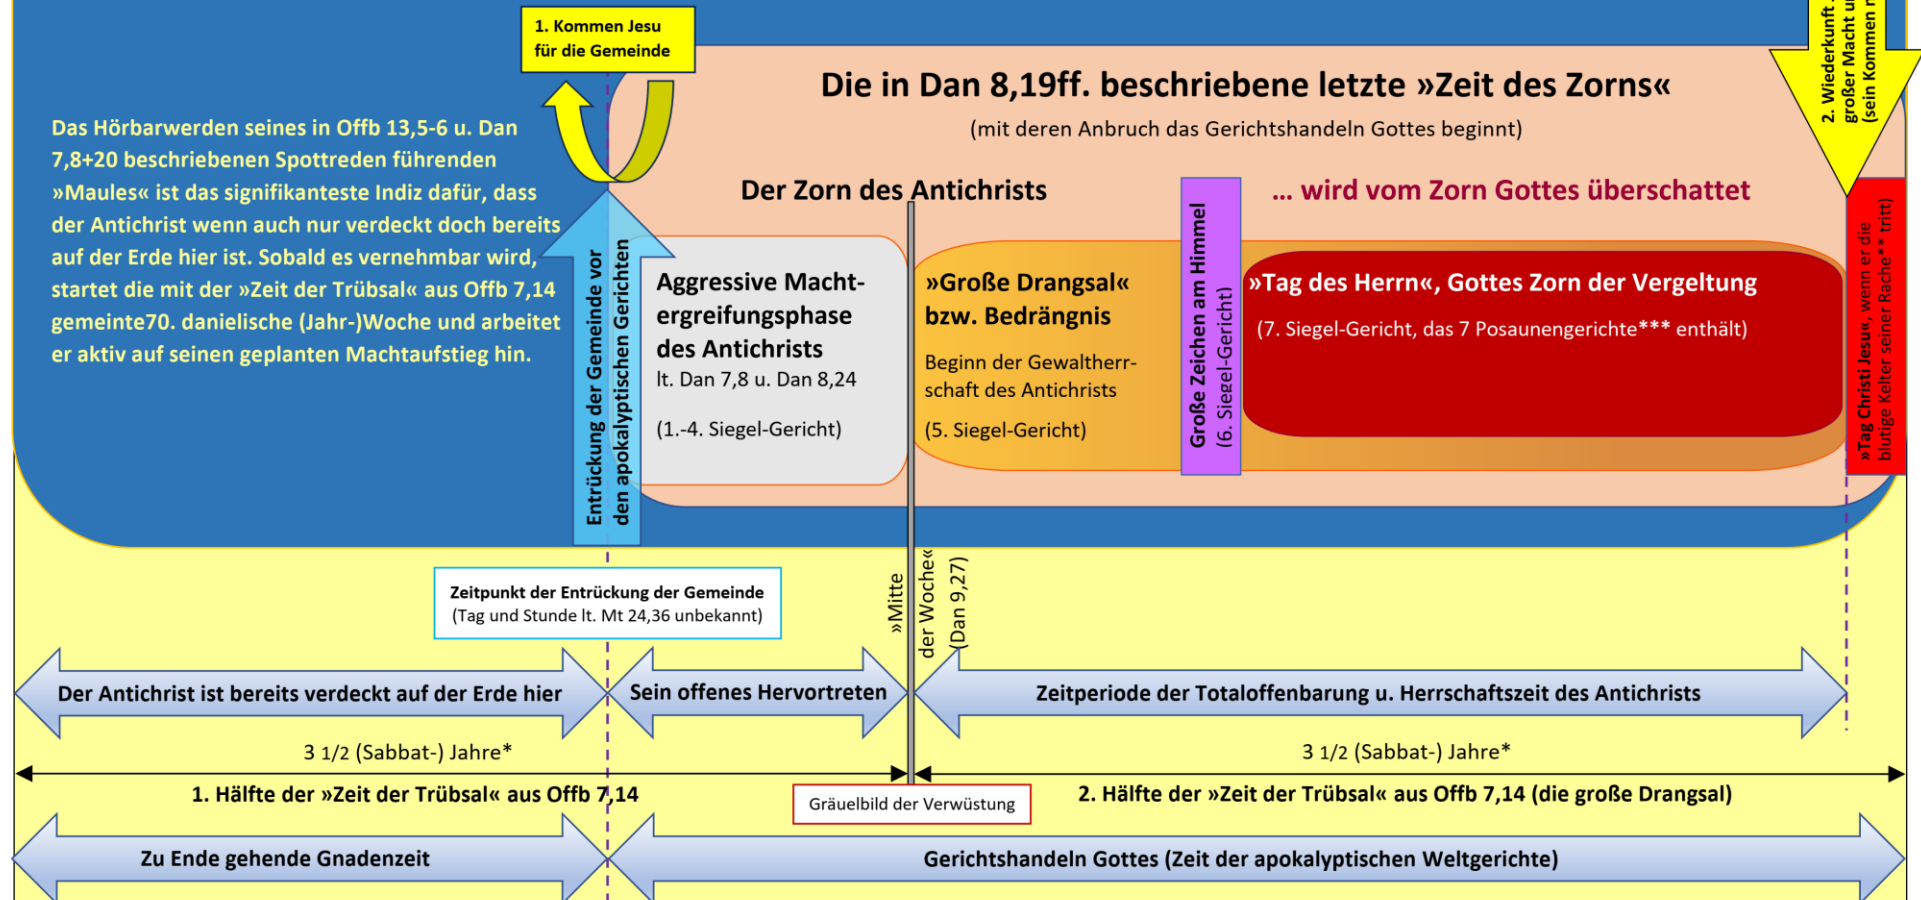 1. Kommen Jesu
für die Gemeinde
2. Wiederkunft
großer Macht
(sein Kommen
Die in Dan 8,19ff. beschriebene letzte »Zeit des Zorns«
(mit deren Anbruch das Gerichtshandeln Gottes beginnt)
Das Hörbarwerden seines in Offb 13,5-6 u. Dan
7,8+20 beschriebenen Spottreden führenden
»Maules« ist das signifikanteste Indiz dafür, dass
der Antichrist wenn auch nur verdeckt doch bereits
auf der Erde hier ist. Sobald es vernehmbar wird,
startet die mit der »Zeit der Trübsal« aus Offb 7,14
gemeinte70. danielische (Jahr-)Woche und arbeitet
er aktiv auf seinen geplanten Machtaufstieg hin.
Der Zorn des Antichrists
... wird vom Zorn Gottes überschattet
Entrückung der Gemeinde vor
den apokalyptischen Gerichten
Aggressive Macht-
ergreifungsphase
des Antichrists
lt. Dan 7,8 u. Dan 8,24
(1.-4. Siegel-Gericht)
»Große Drangsal«
bzw. Bedrängnis
Beginn der Gewaltherr-
schaft des Antichrists
(5. Siegel-Gericht)
Große Zeichen am Himmel
(6. Siegel-Gericht)
»Tag des Herrn«, Gottes Zorn der Vergeltung
(7. Siegel-Gericht, das 7 Posaunengerichte*** enthält)
»Tag Christi Jesu«, wenn er die
blutige Kelter seiner Rache** tritt)
Zeitpunkt der Entrückung der Gemeinde
(Tag und Stunde lt. Mt 24,36 unbekannt)
»Mitte
der Woche«
(Dan 9,27)
Der Antichrist ist bereits verdeckt auf der Erde hier
Sein offenes Hervortreten
Zeitperiode der Totaloffenbarung u. Herrschaftszeit des Antichrists
3 1/2 (Sabbat-) Jahre*
3 1/2 (Sabbat-) Jahre*
1. Hälfte der »Zeit der Trübsal« aus Offb 7,14
Gräuelbild der Verwüstung
2. Hälfte der »Zeit der Trübsal« aus Offb 7,14 (die große Drangsal)
Zu Ende gehende Gnadenzeit
Gerichtshandeln Gottes (Zeit der apokalyptischen Weltgerichte)